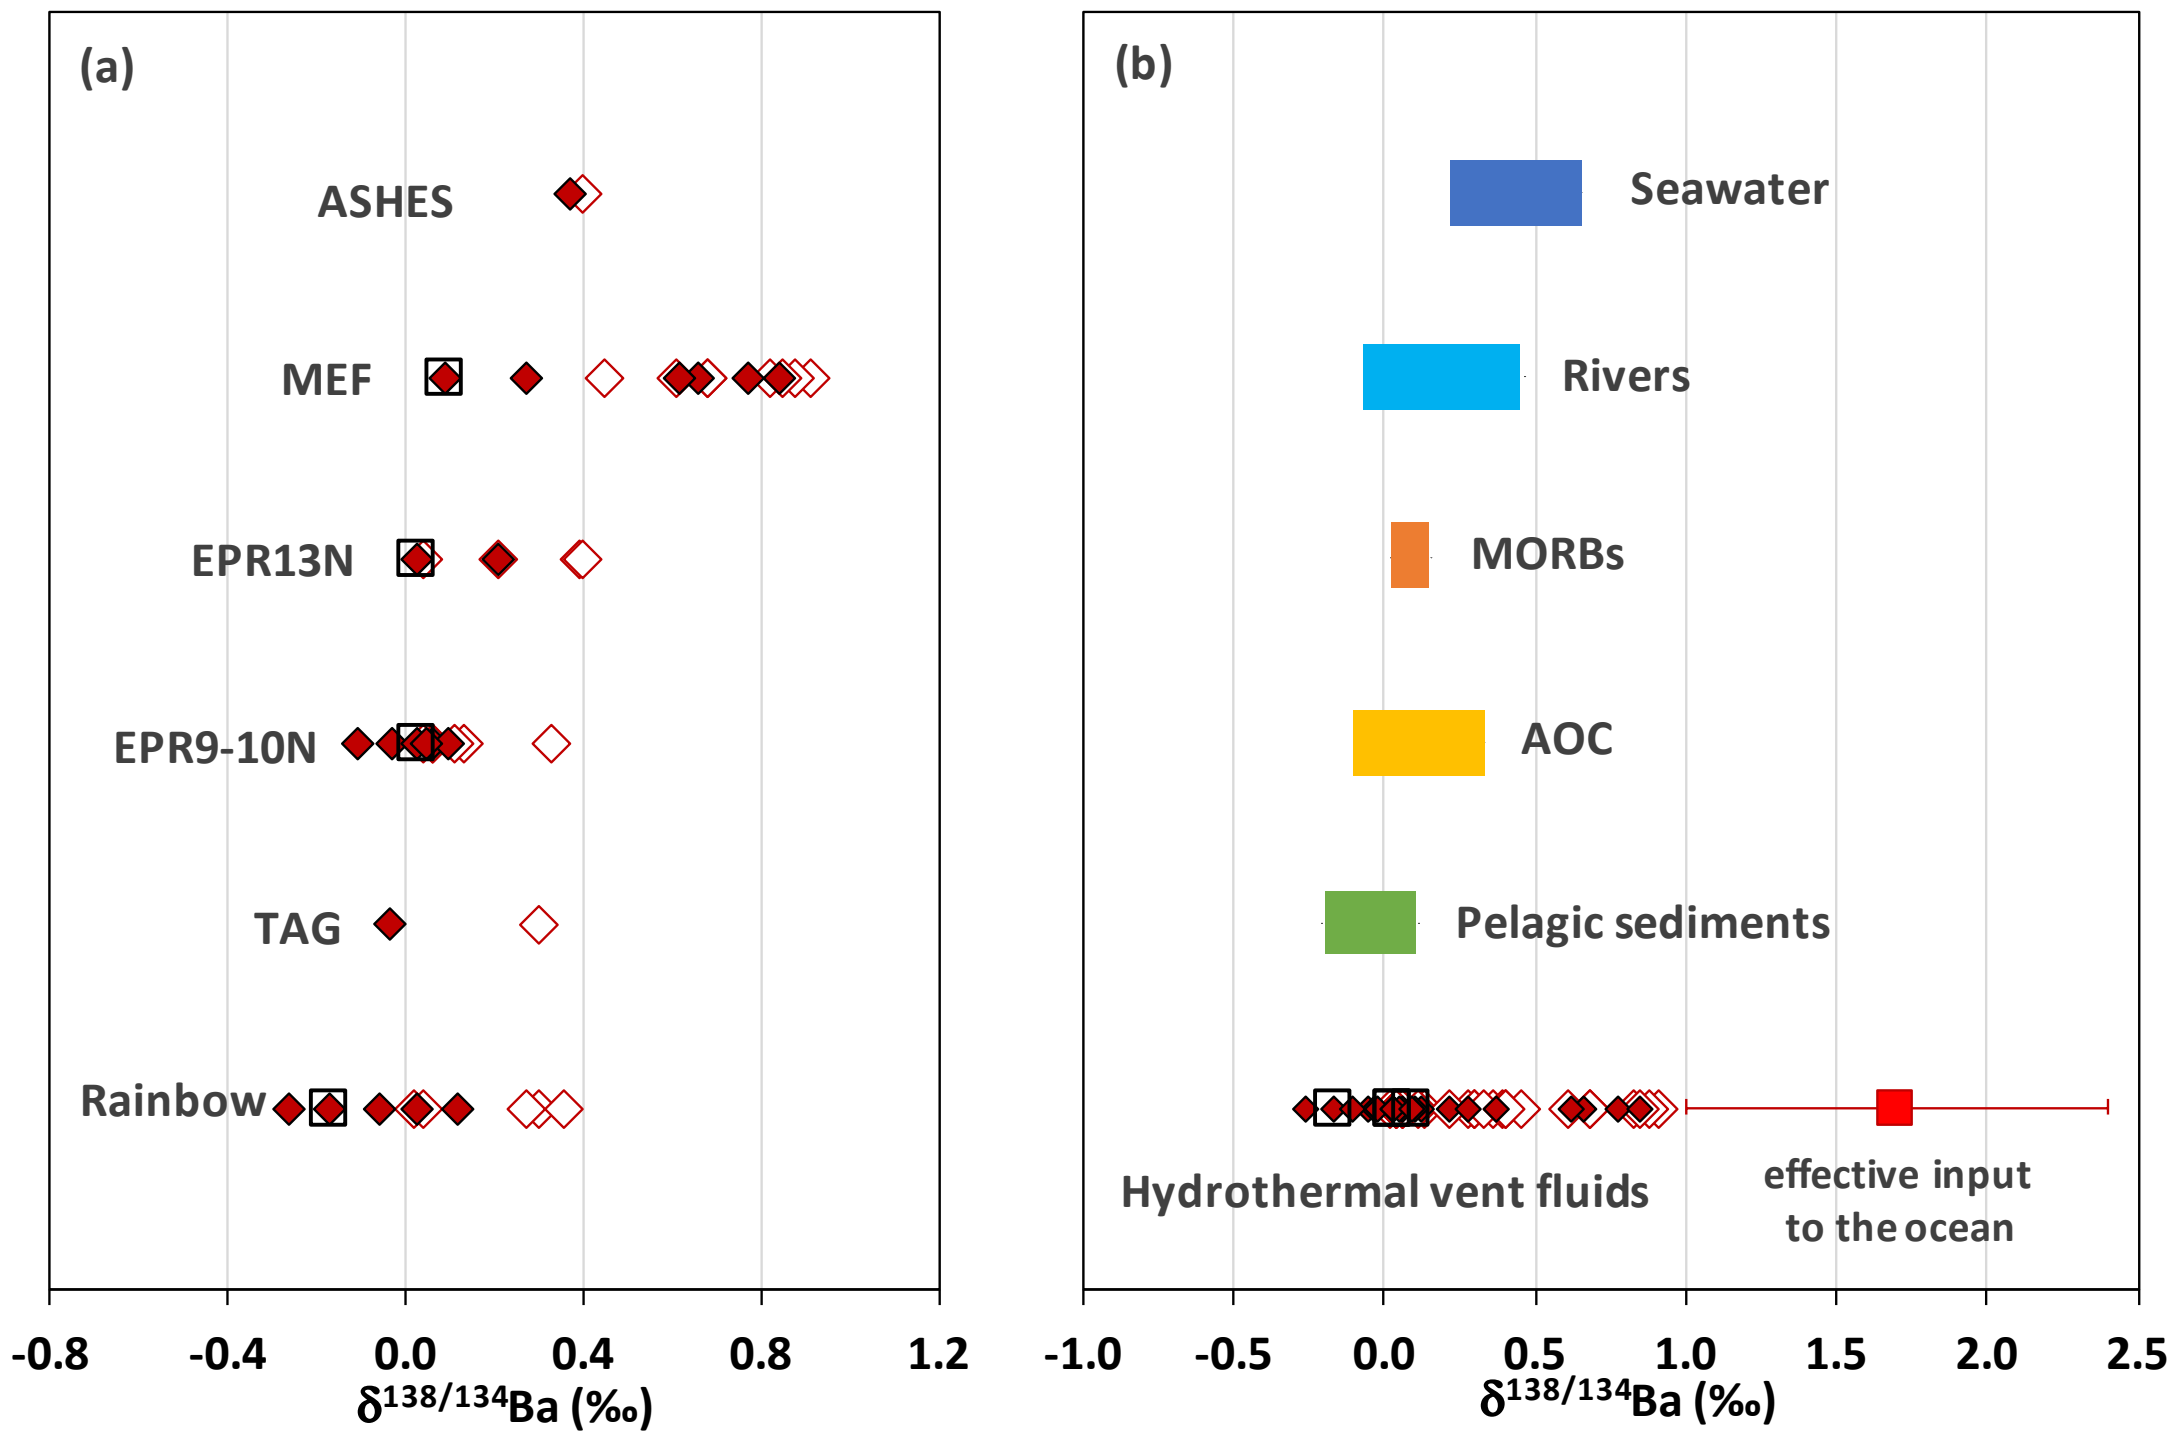 (a)
ASHES
MEF
EPR13N
EPR9-10N
TAG
Rainbow
-0.8 -0.4 0.0 0.4 0.8 1.2
δ138/134Ba (‰)
(b)
Seawater
Rivers
MORBs
AOC
Pelagic sediments
Hydrothermal vent fluids
effective input
to the ocean
-1.0 -0.5 0.0 0.5 1.0 1.5 2.0 2.5
δ138/134Ba (‰)